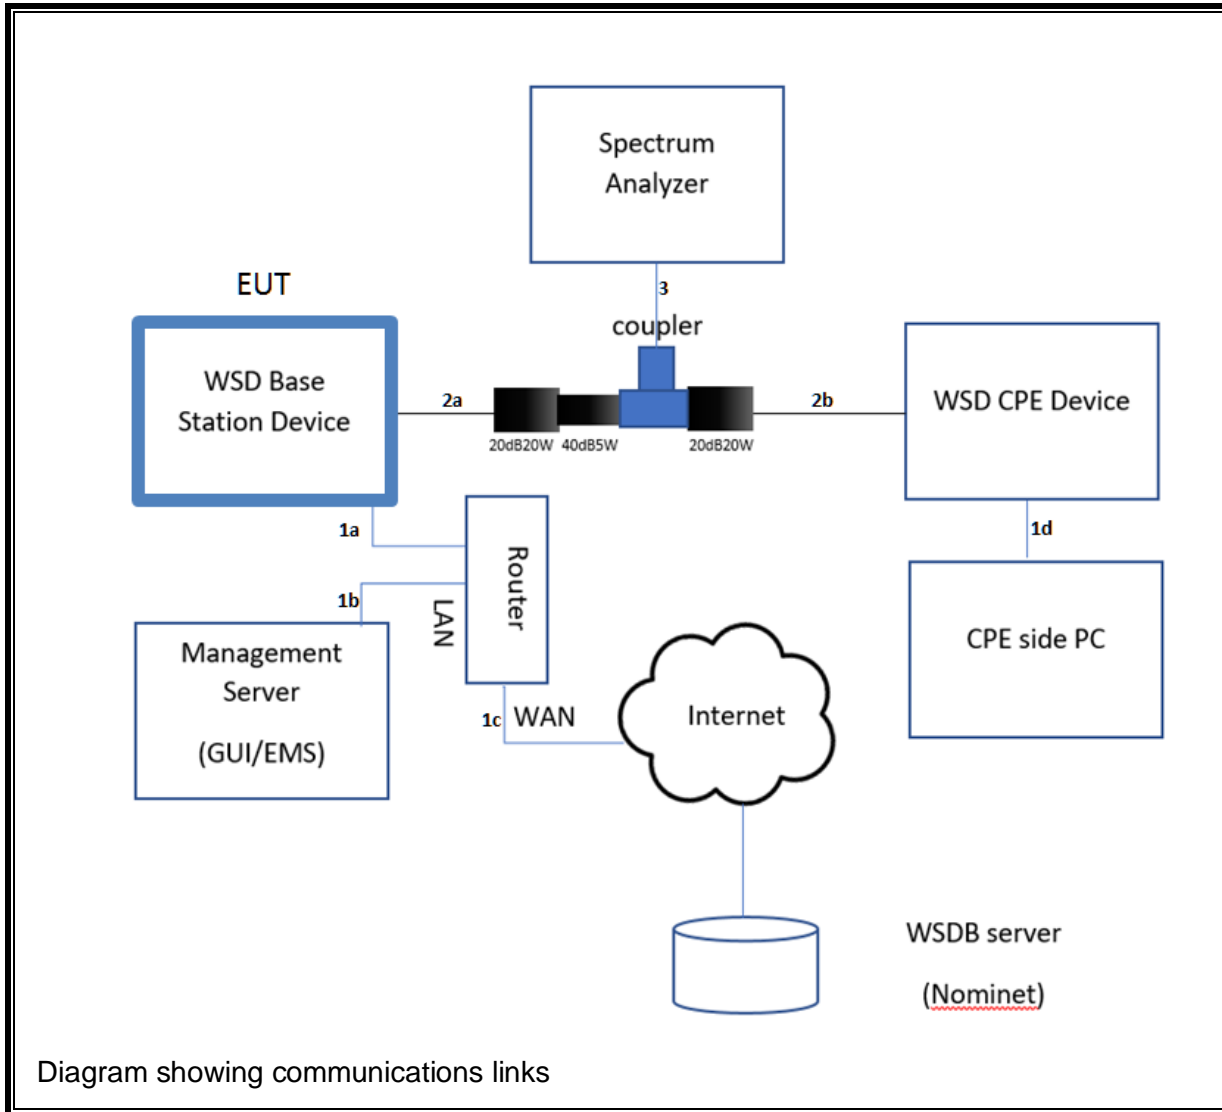 Spectrum
Analyzer
EUT
3
coupler
WSD Base
Station Device
2a
20dB20W
40dB5W
20dB20W
2b
WSD CPE Device
1a
Router
LAN
1b
1d
Management
Server
(GUI/EMS)
1c
WAN
Internet
CPE side PC
WSDB server
(Nominet)
Diagram showing communications links